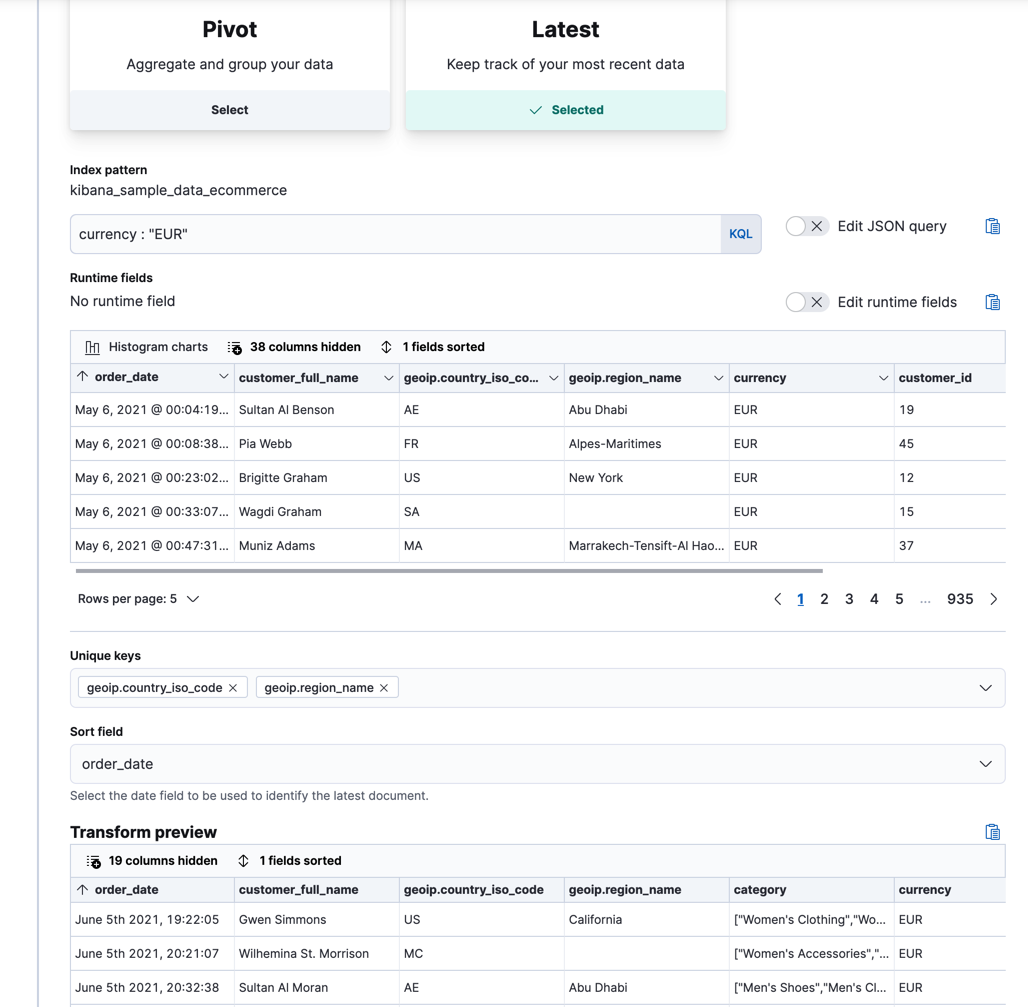 Pivot
Aggregate and group your data
Select
Latest
Keep track of your most recent data
Selected
Index pattern
kibana_sample_data_ecommerce
currency : "EUR" KQL
Edit JSON query
Runtime fields
No runtime field
Edit runtime fields
Histogram charts 38 columns hidden 1 fields sorted
order_date customer_full_name geoip.country_iso_co... geoip.region_name currency customer_id
May 6, 2021 @ 00:04:19... Sultan Al Benson AE Abu Dhabi EUR 19
May 6, 2021 @ 00:08:38... Pia Webb FR Alpes-Maritimes EUR 45
May 6, 2021 @ 00:23:02... Brigitte Graham US New York EUR 12
May 6, 2021 @ 00:33:07... Wagdi Graham SA EUR 15
May 6, 2021 @ 00:47:31... Muniz Adams MA Marrakech-Tensift-Al Hao... EUR 37
Rows per page: 5 1 2 3 4 5 ... 935
Unique keys
geoip.country_iso_code geoip.region_name
Sort field
order_date
Select the date field to be used to identify the latest document.
Transform preview
19 columns hidden 1 fields sorted
order_date customer_full_name geoip.country_iso_code geoip.region_name category currency
June 5th 2021, 19:22:05 Gwen Simmons US California ["Women's Clothing","Wo... EUR
June 5th 2021, 20:21:07 Wilhemina St. Morrison MC ["Women's Accessories","... EUR
June 5th 2021, 20:32:38 Sultan Al Moran AE Abu Dhabi ["Men's Shoes","Men's Cl... EUR